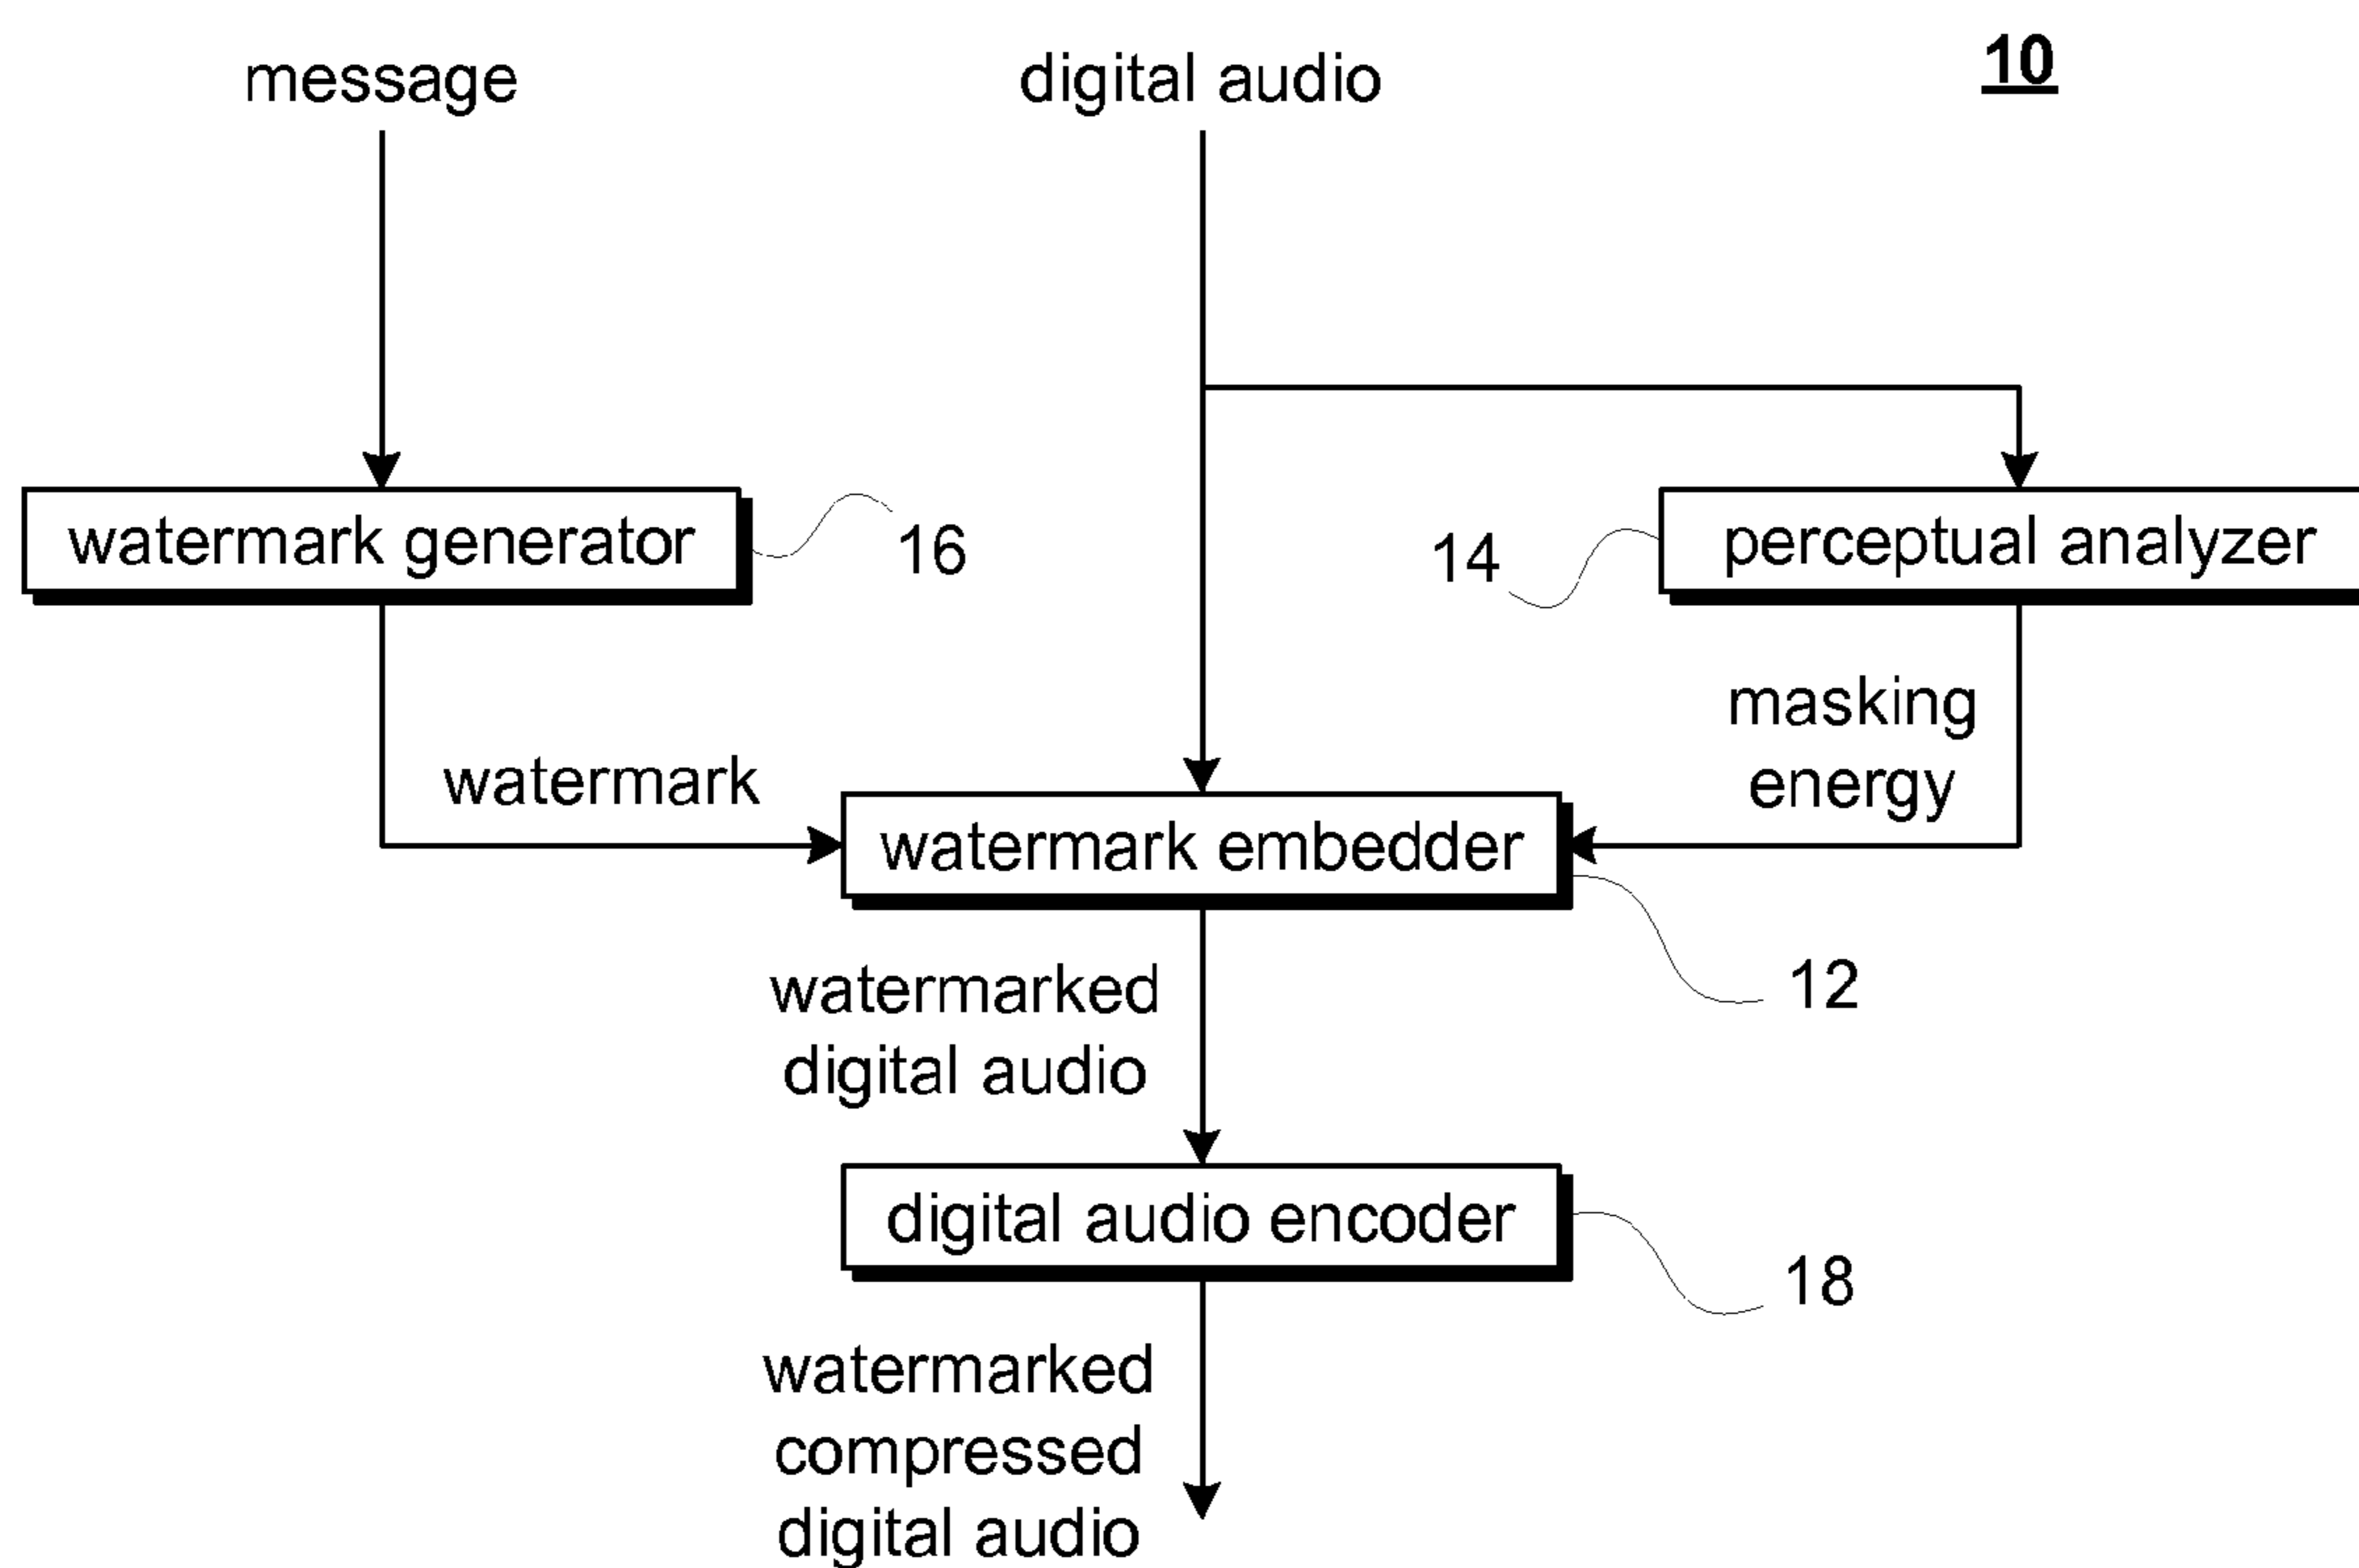 message
digital audio
10
watermark generator
16
14
perceptual analyzer
masking
energy
watermark
watermark embedder
12
watermarked
digital audio
digital audio encoder
18
watermarked
compressed
digital audio